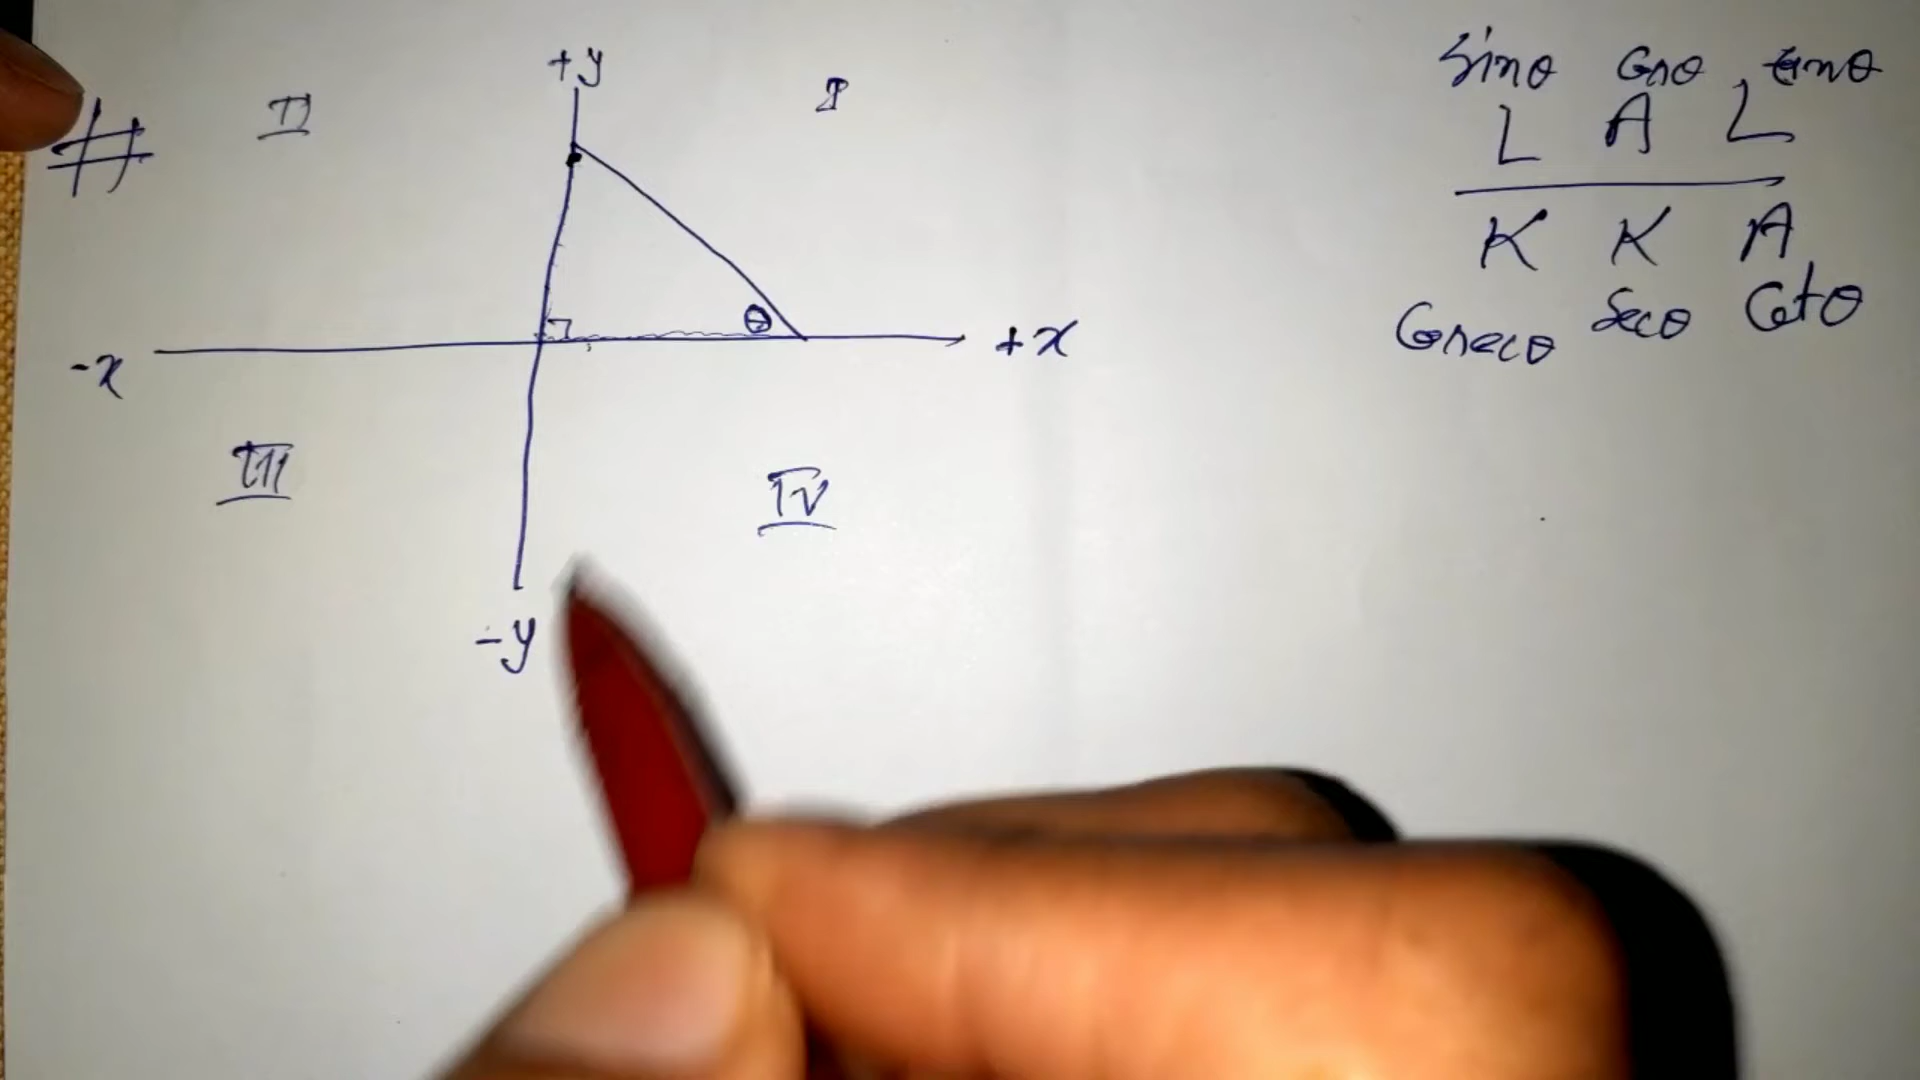 #
II
+y
I
θ
-x
+x
III
IV
-y
sinθ cosθ tanθ
L A L
K K A
Cosecθ Secθ Cotθ